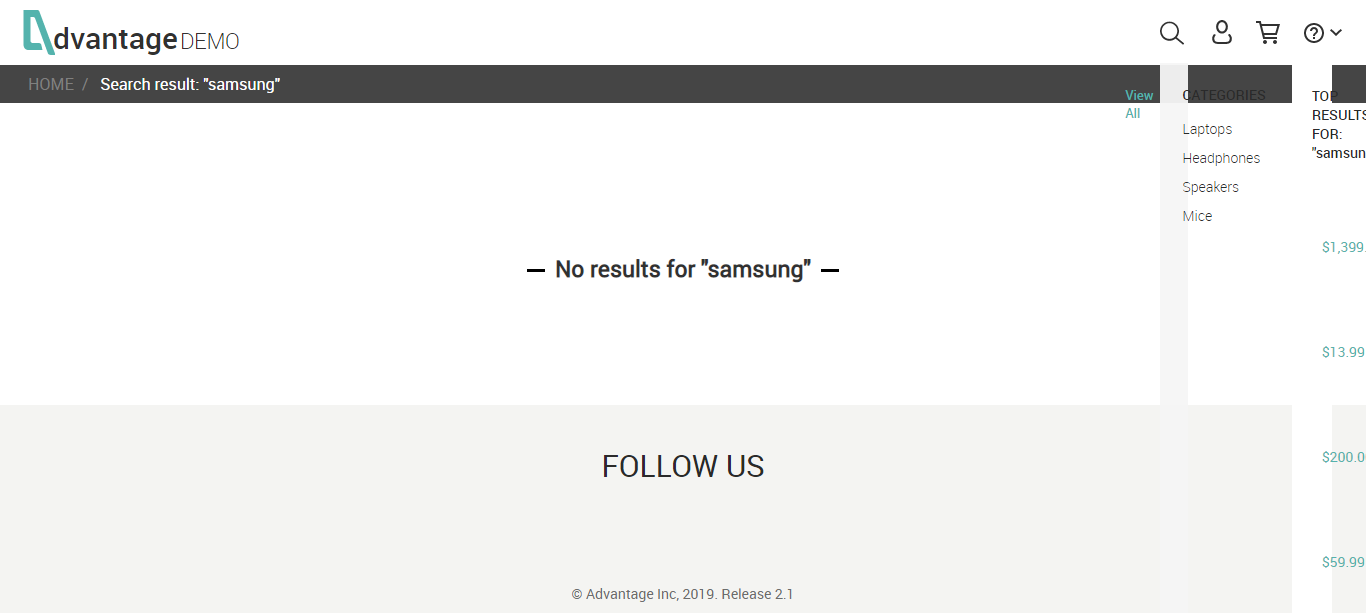 dvantage DEMO
HOME / Search result: "samsung"
View
All
CATEGORIES
Laptops
Headphones
Speakers
Mice
TOP
RESULTS
FOR:
"samsun
$1,399.
$13.99
$200.0
$59.99
No results for "samsung"
FOLLOW US
© Advantage Inc, 2019. Release 2.1